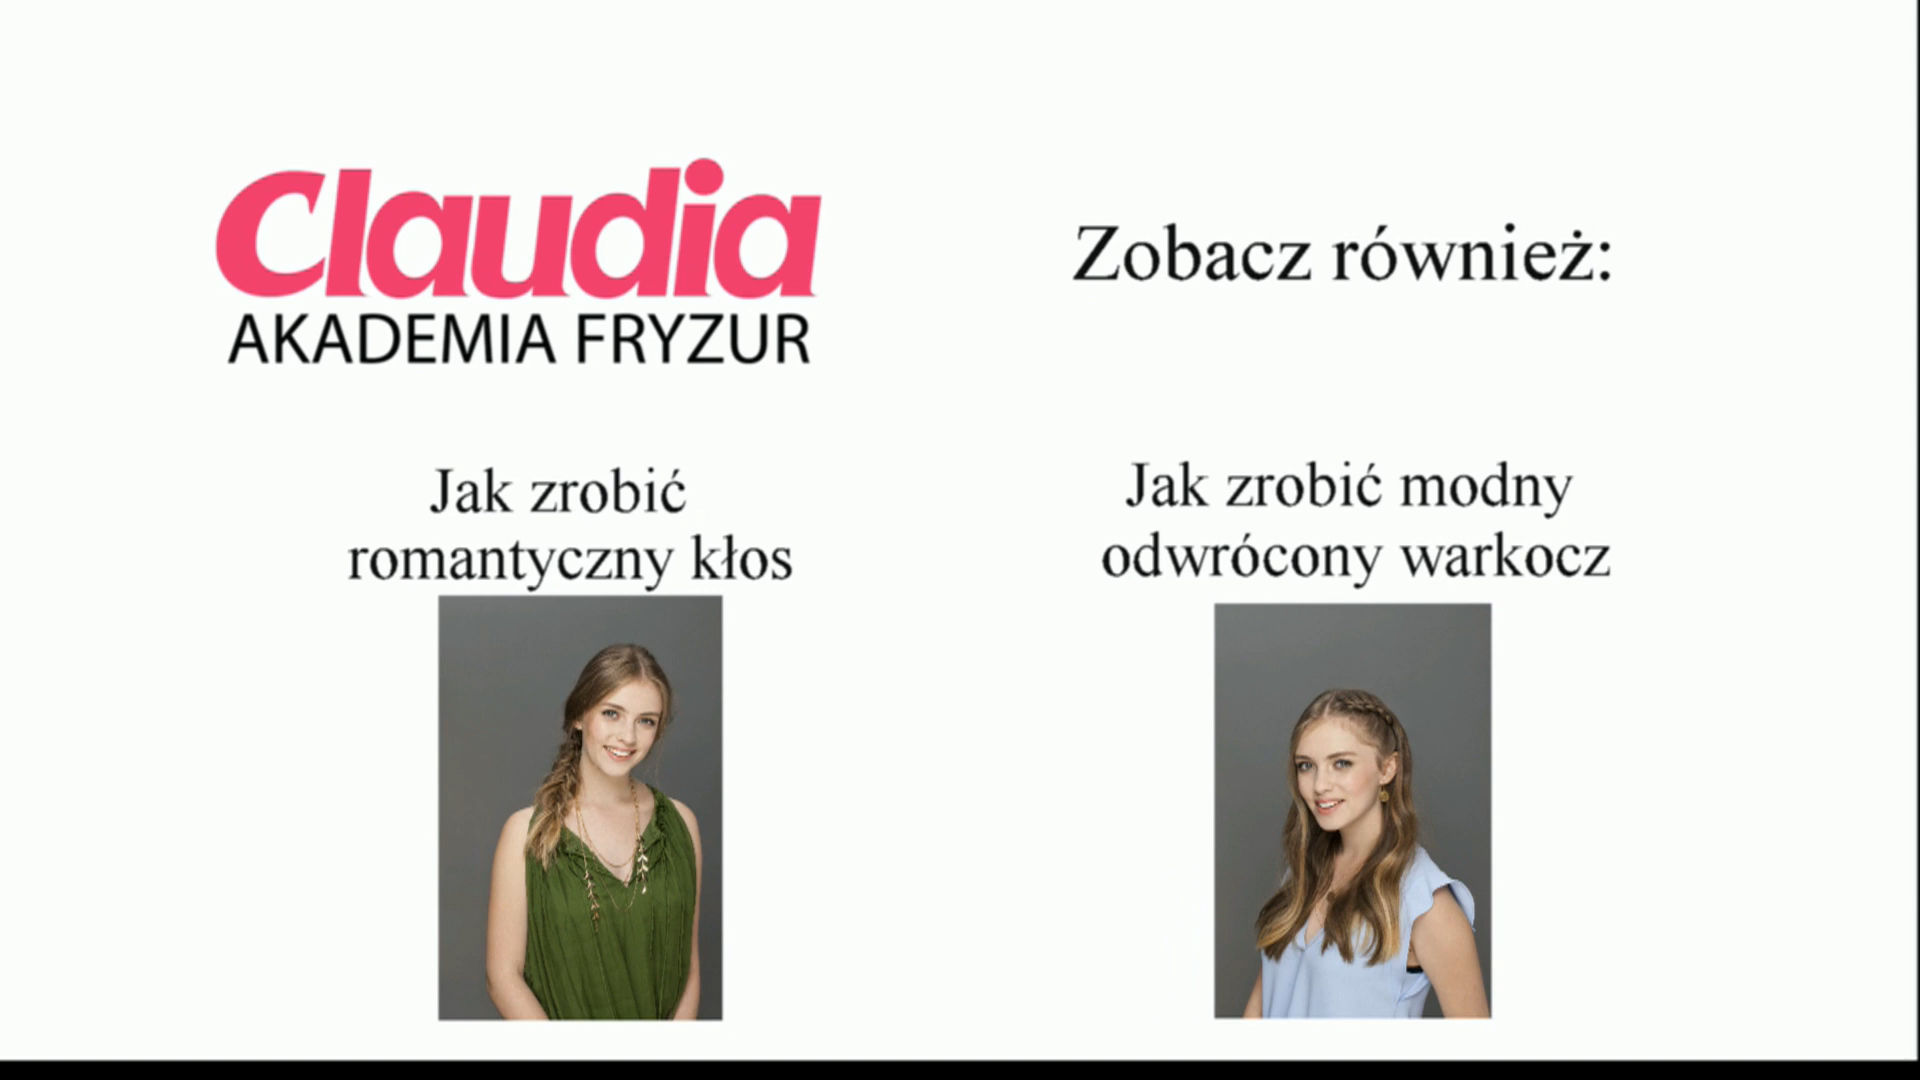 Claudia
AKADEMIA FRYZUR
Zobacz również:
Jak zrobić
romantyczny kłos
Jak zrobić modny
odwrócony warkocz